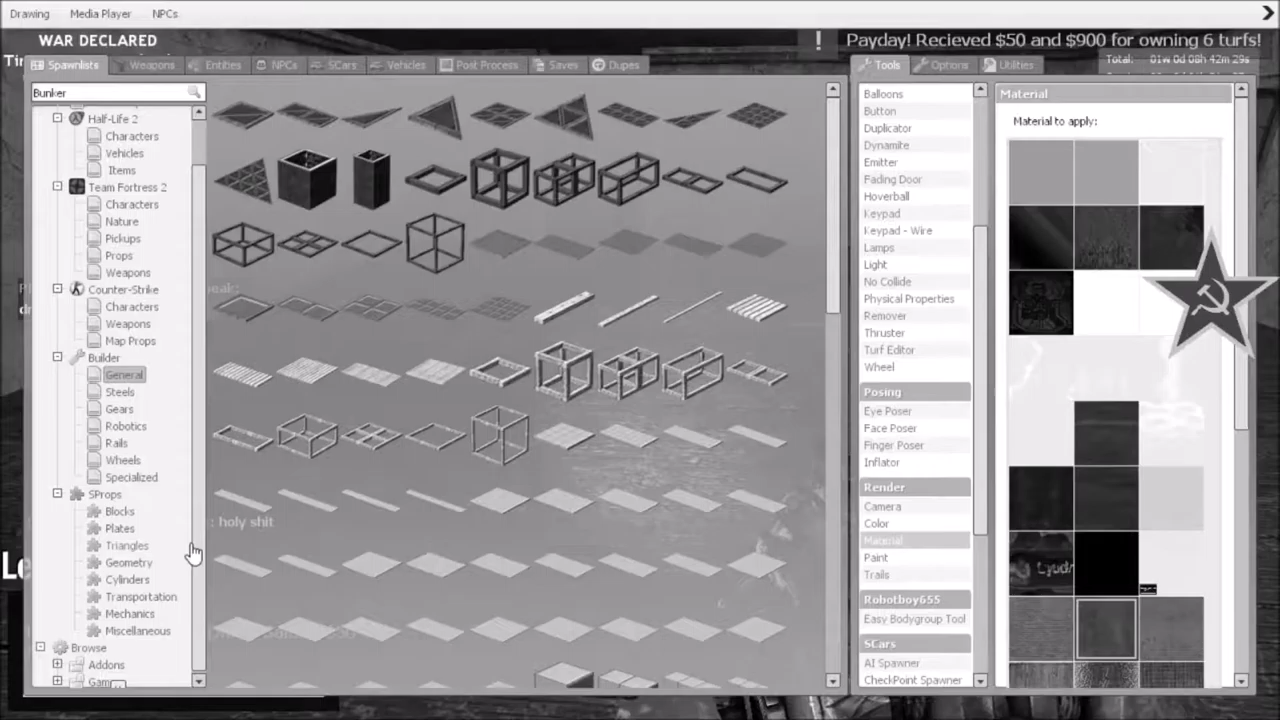 Drawing Media Player NPCs
WAR DECLARED
! Payday! Recieved $50 and $900 for owning 6 turfs!
Total: 01w 0d 08h 42m 29s
Spawnlists Weapons Entities NPCs SCars Vehicles Post Process Saves Dupes
Tools Options Utilities
Bunker
Half-Life 2
Characters
Vehicles
Items
Team Fortress 2
Characters
Nature
Pickups
Props
Weapons
Counter-Strike
Characters
Weapons
Map Props
Builder
General
Steels
Gears
Robotics
Rails
Wheels
Specialized
SProps
Blocks
Plates
Triangles
Geometry
Cylinders
Transportation
Mechanics
Miscellaneous
Browse
Addons
: holy shit
Balloons
Button
Duplicator
Dynamite
Emitter
Fading Door
Hoverball
Keypad
Keypad - Wire
Lamps
Light
No Collide
Physical Properties
Remover
Thruster
Turf Editor
Wheel
Posing
Eye Poser
Face Poser
Finger Poser
Inflator
Render
Camera
Color
Material
Paint
Trails
Robotboy655
Easy Bodygroup Tool
SCars
AI Spawner
CheckPoint Spawner
Material
Material to apply: